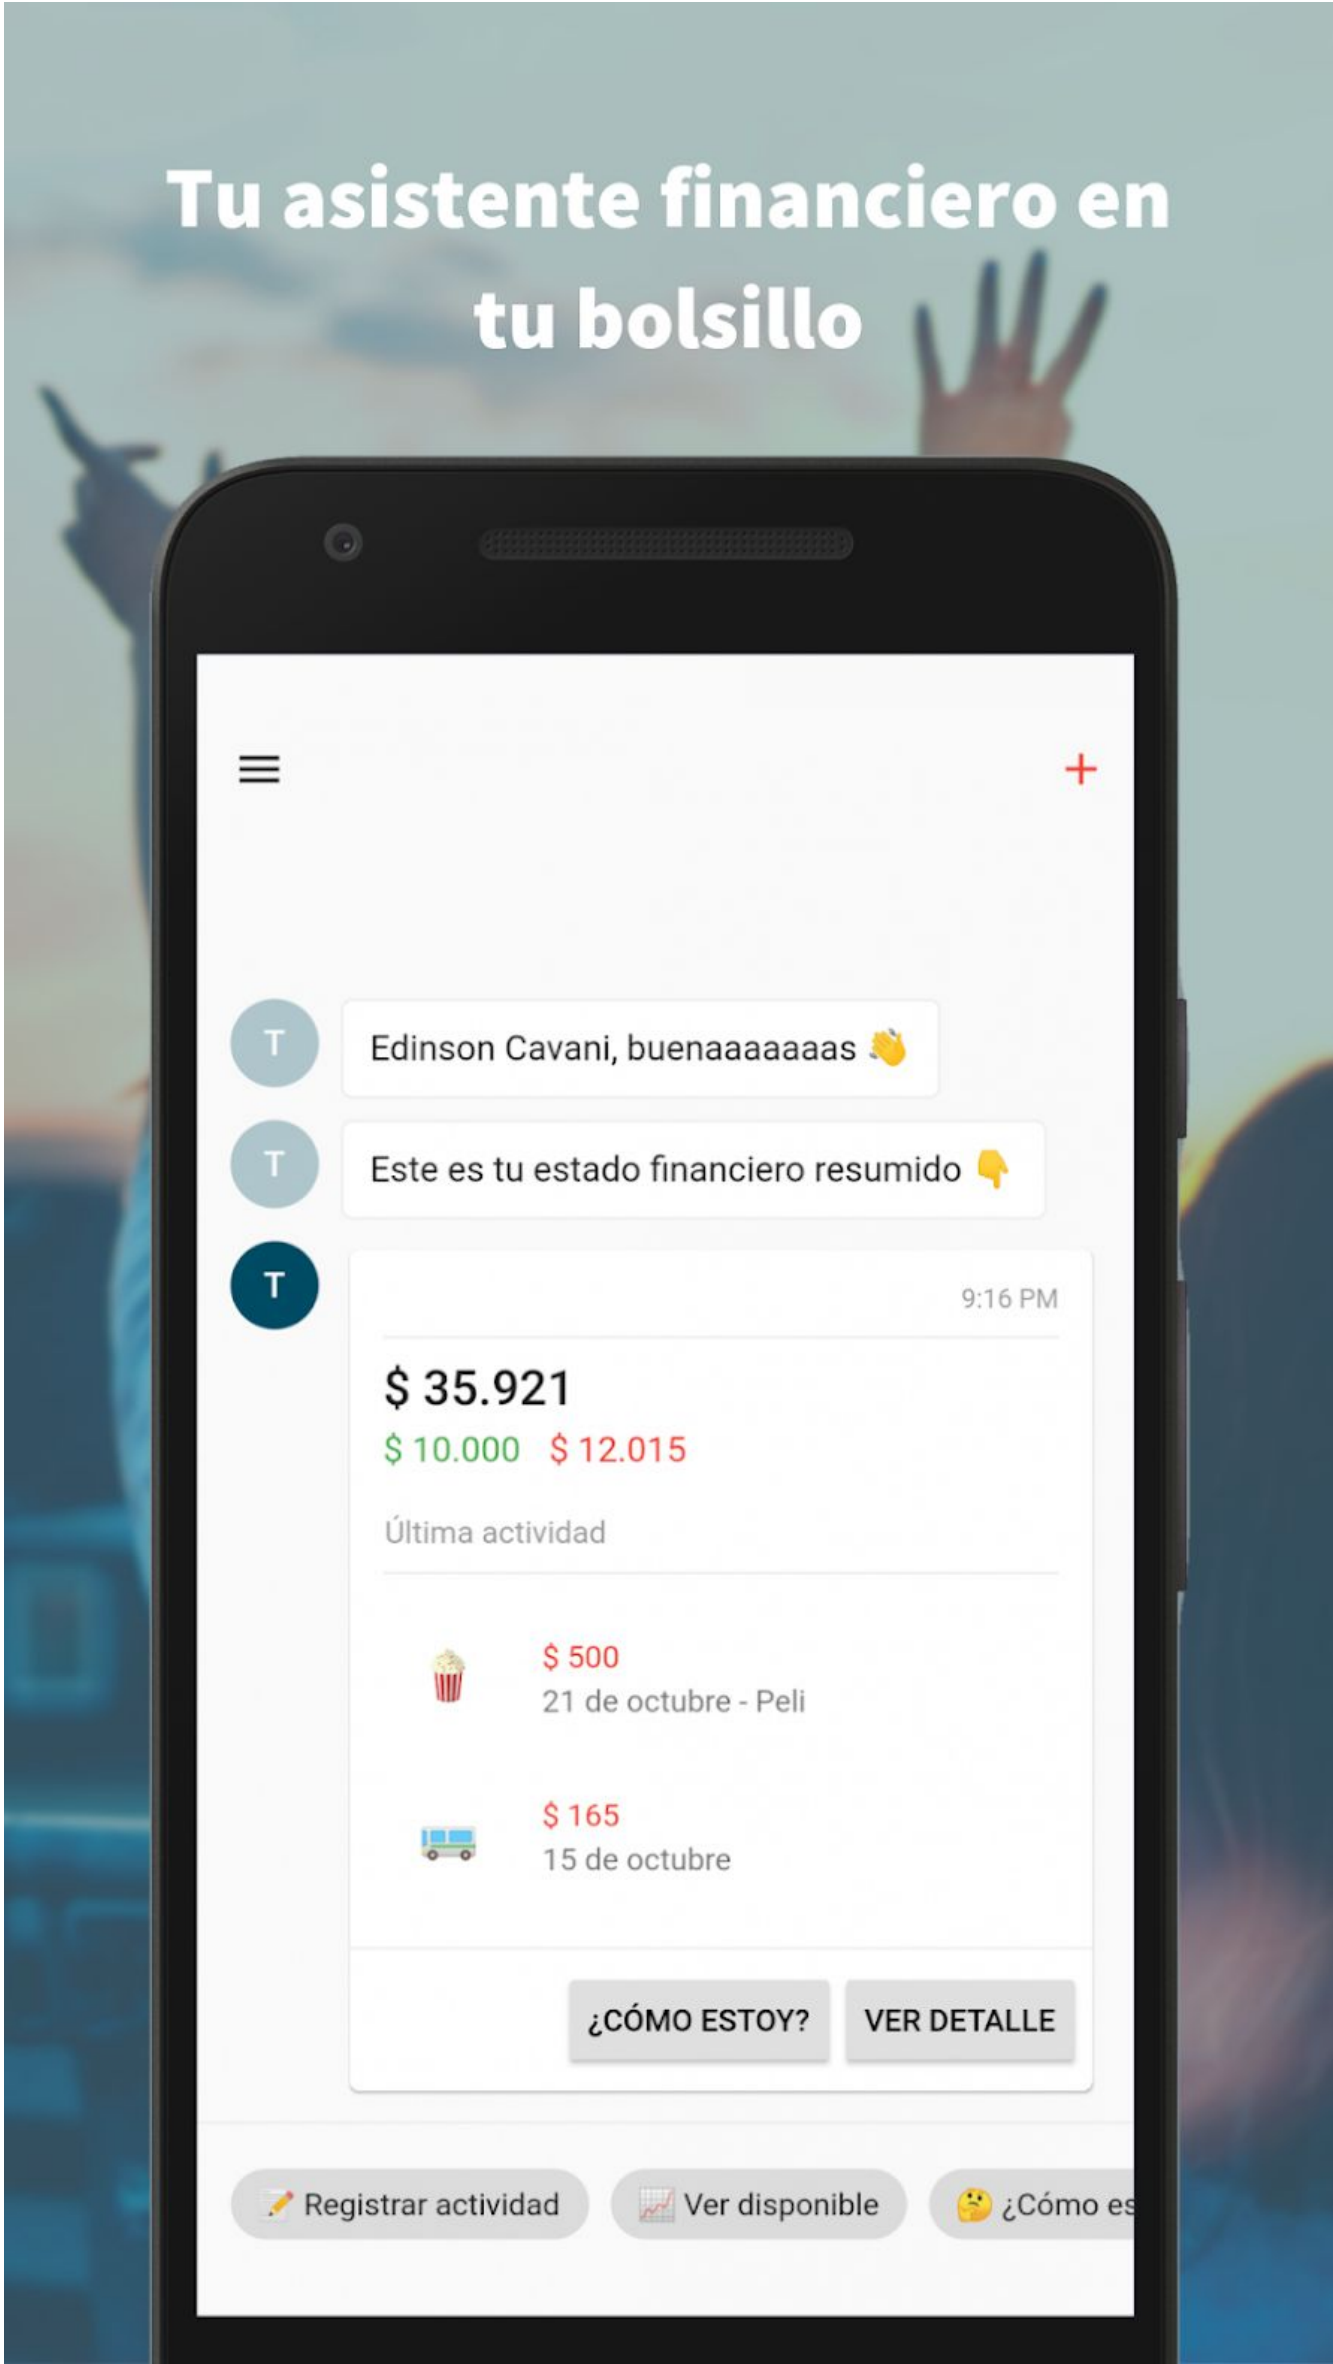 Tu asistente financiero en
tu bolsillo
T
Edinson Cavani, buenaaaaaaas 👋
T
Este es tu estado financiero resumido 👇
T
9:16 PM
$ 35.921
$ 10.000 $ 12.015
Última actividad
$ 500
21 de octubre - Peli
$ 165
15 de octubre
¿CÓMO ESTOY? VER DETALLE
📝 Registrar actividad 📈 Ver disponible 🤔 ¿Cómo es